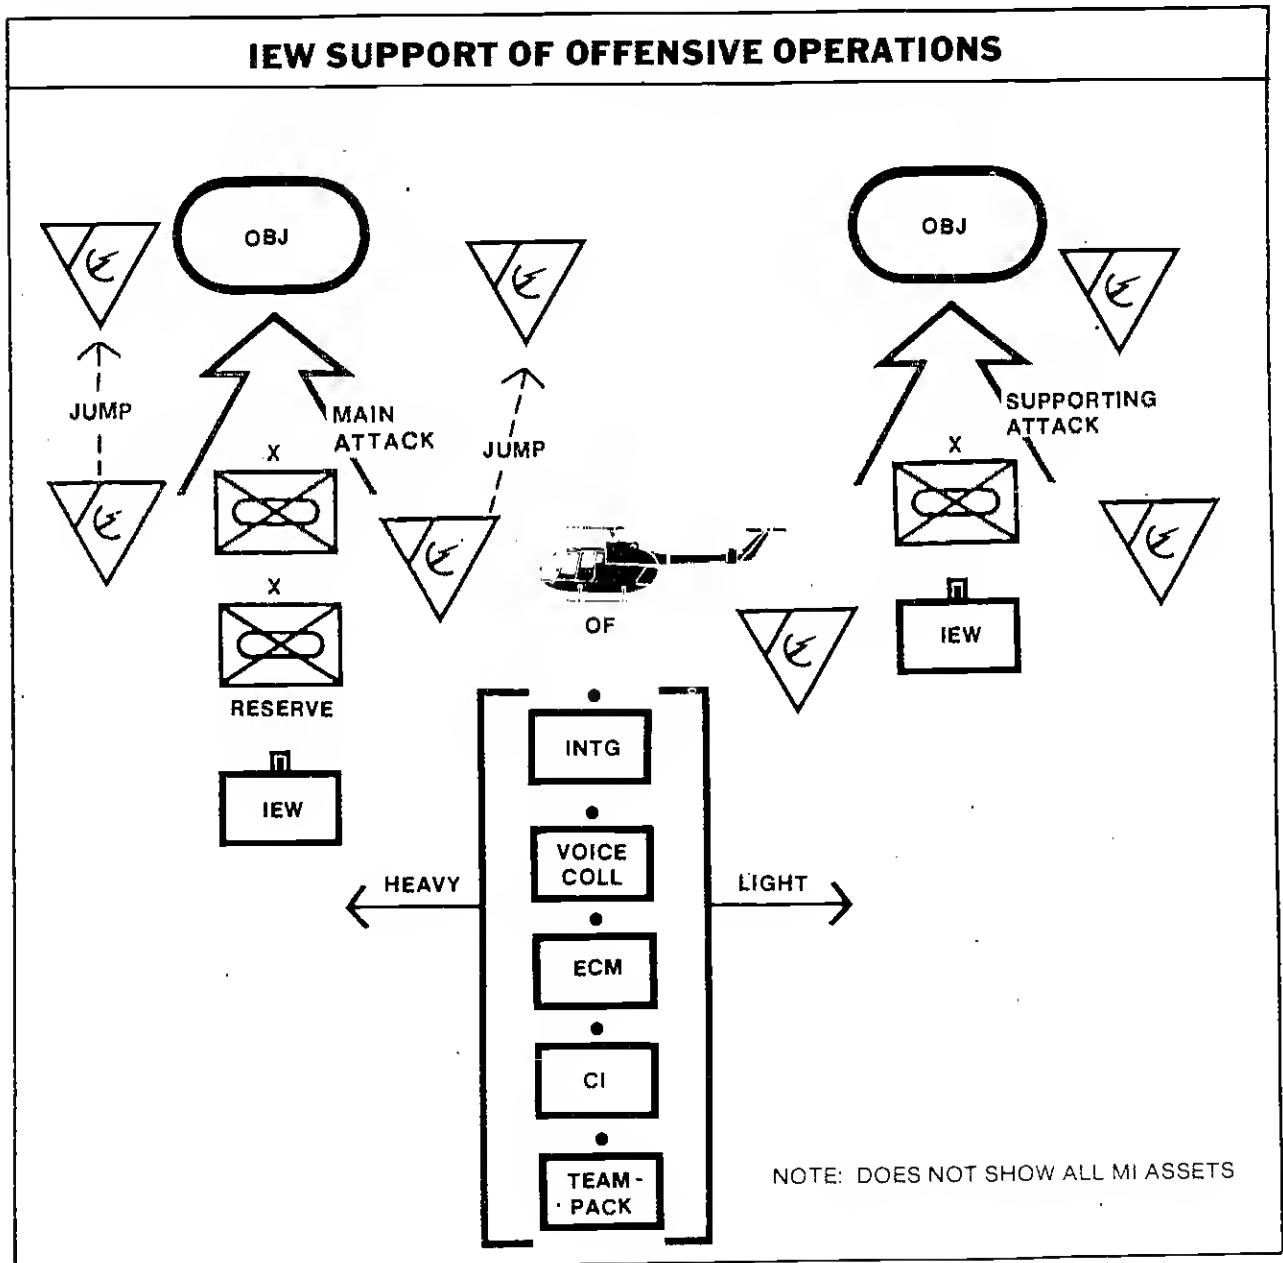 IEW SUPPORT OF OFFENSIVE OPERATIONS
OBJ
OBJ
JUMP
MAIN
ATTACK
JUMP
SUPPORTING
ATTACK
X
X
X
RESERVE
OF
IEW
IEW
INTG
VOICE
COLL
HEAVY
LIGHT
ECM
CI
TEAM-
PACK
NOTE: DOES NOT SHOW ALL MI ASSETS